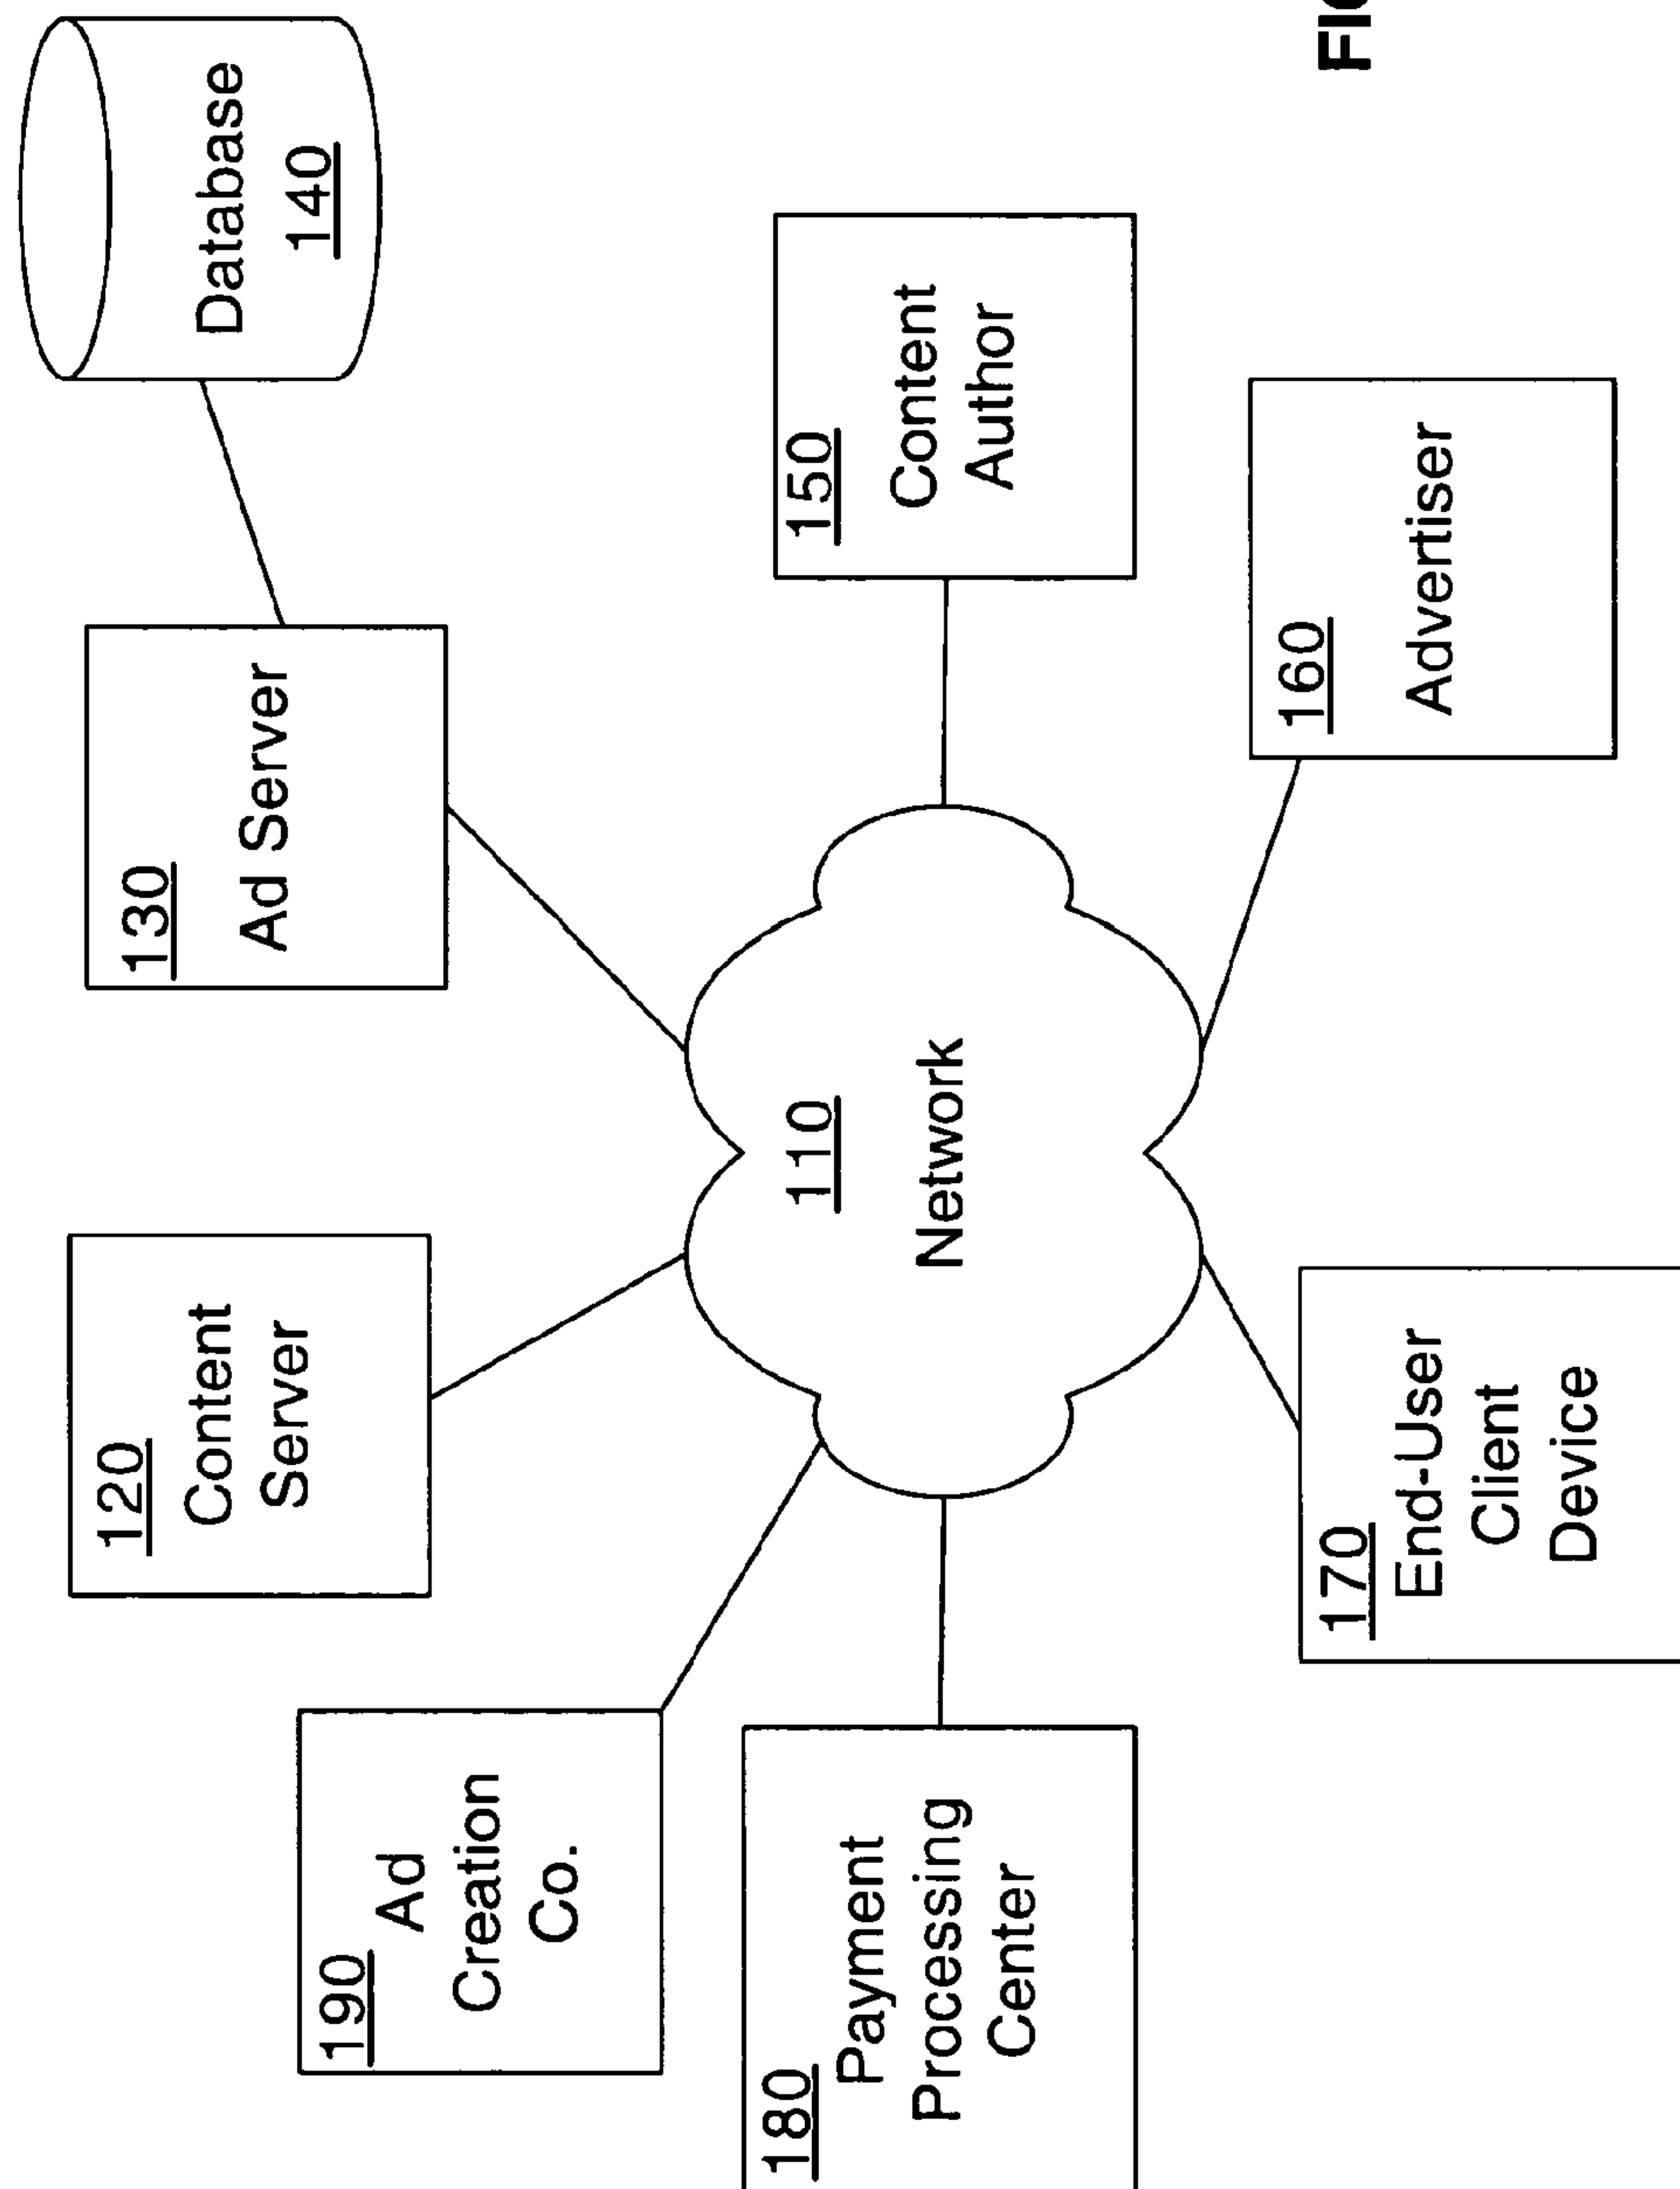 120
Content
Server
130
Ad Server
Database
140
190
Ad
Creation
Co.
110
Network
150
Content
Author
180
Payment
Processing
Center
170
End-User
Client
Device
160
Advertiser